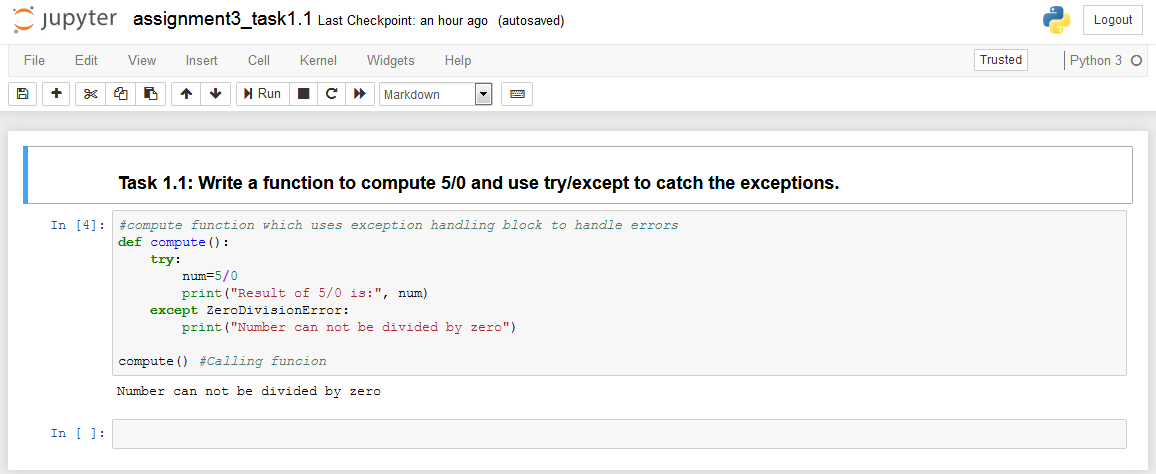 jupyter assignment3_task1.1 Last Checkpoint: an hour ago (autosaved) Logout
File Edit View Insert Cell Kernel Widgets Help Trusted Python 3
Run Markdown
Task 1.1: Write a function to compute 5/0 and use try/except to catch the exceptions.
In [4]: #compute function which uses exception handling block to handle errors
def compute():
    try:
        num=5/0
        print("Result of 5/0 is:", num)
    except ZeroDivisionError:
        print("Number can not be divided by zero")
compute() #Calling funcion
Number can not be divided by zero
In [ ]: